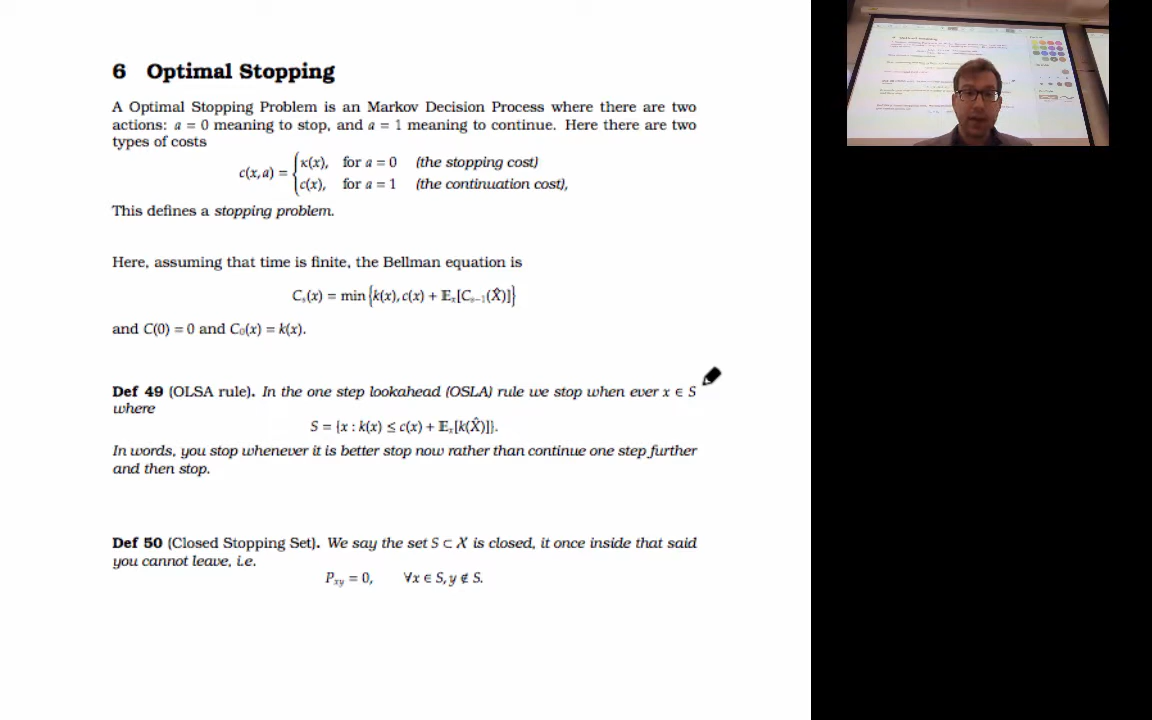 6 Optimal Stopping
A Optimal Stopping Problem is an Markov Decision Process where there are two
actions: a = 0 meaning to stop, and a = 1 meaning to continue. Here there are two
types of costs
c(x,a) = { κ(x), for a = 0 (the stopping cost)
c(x), for a = 1 (the continuation cost),
This defines a stopping problem.
Here, assuming that time is finite, the Bellman equation is
Cₛ(x) = min {k(x), c(x) + 𝔼ₓ[Cₛ₋₁(X̂)]}
and C(0) = 0 and C₀(x) = k(x).
Def 49 (OLSA rule). In the one step lookahead (OSLA) rule we stop when ever x ∈ S
where
S = {x : k(x) ≤ c(x) + 𝔼ₓ[k(X̂)]}.
In words, you stop whenever it is better stop now rather than continue one step further
and then stop.
Def 50 (Closed Stopping Set). We say the set S ⊂ X is closed, it once inside that said
you cannot leave, i.e.
Pxy = 0, ∀x ∈ S, y ∉ S.